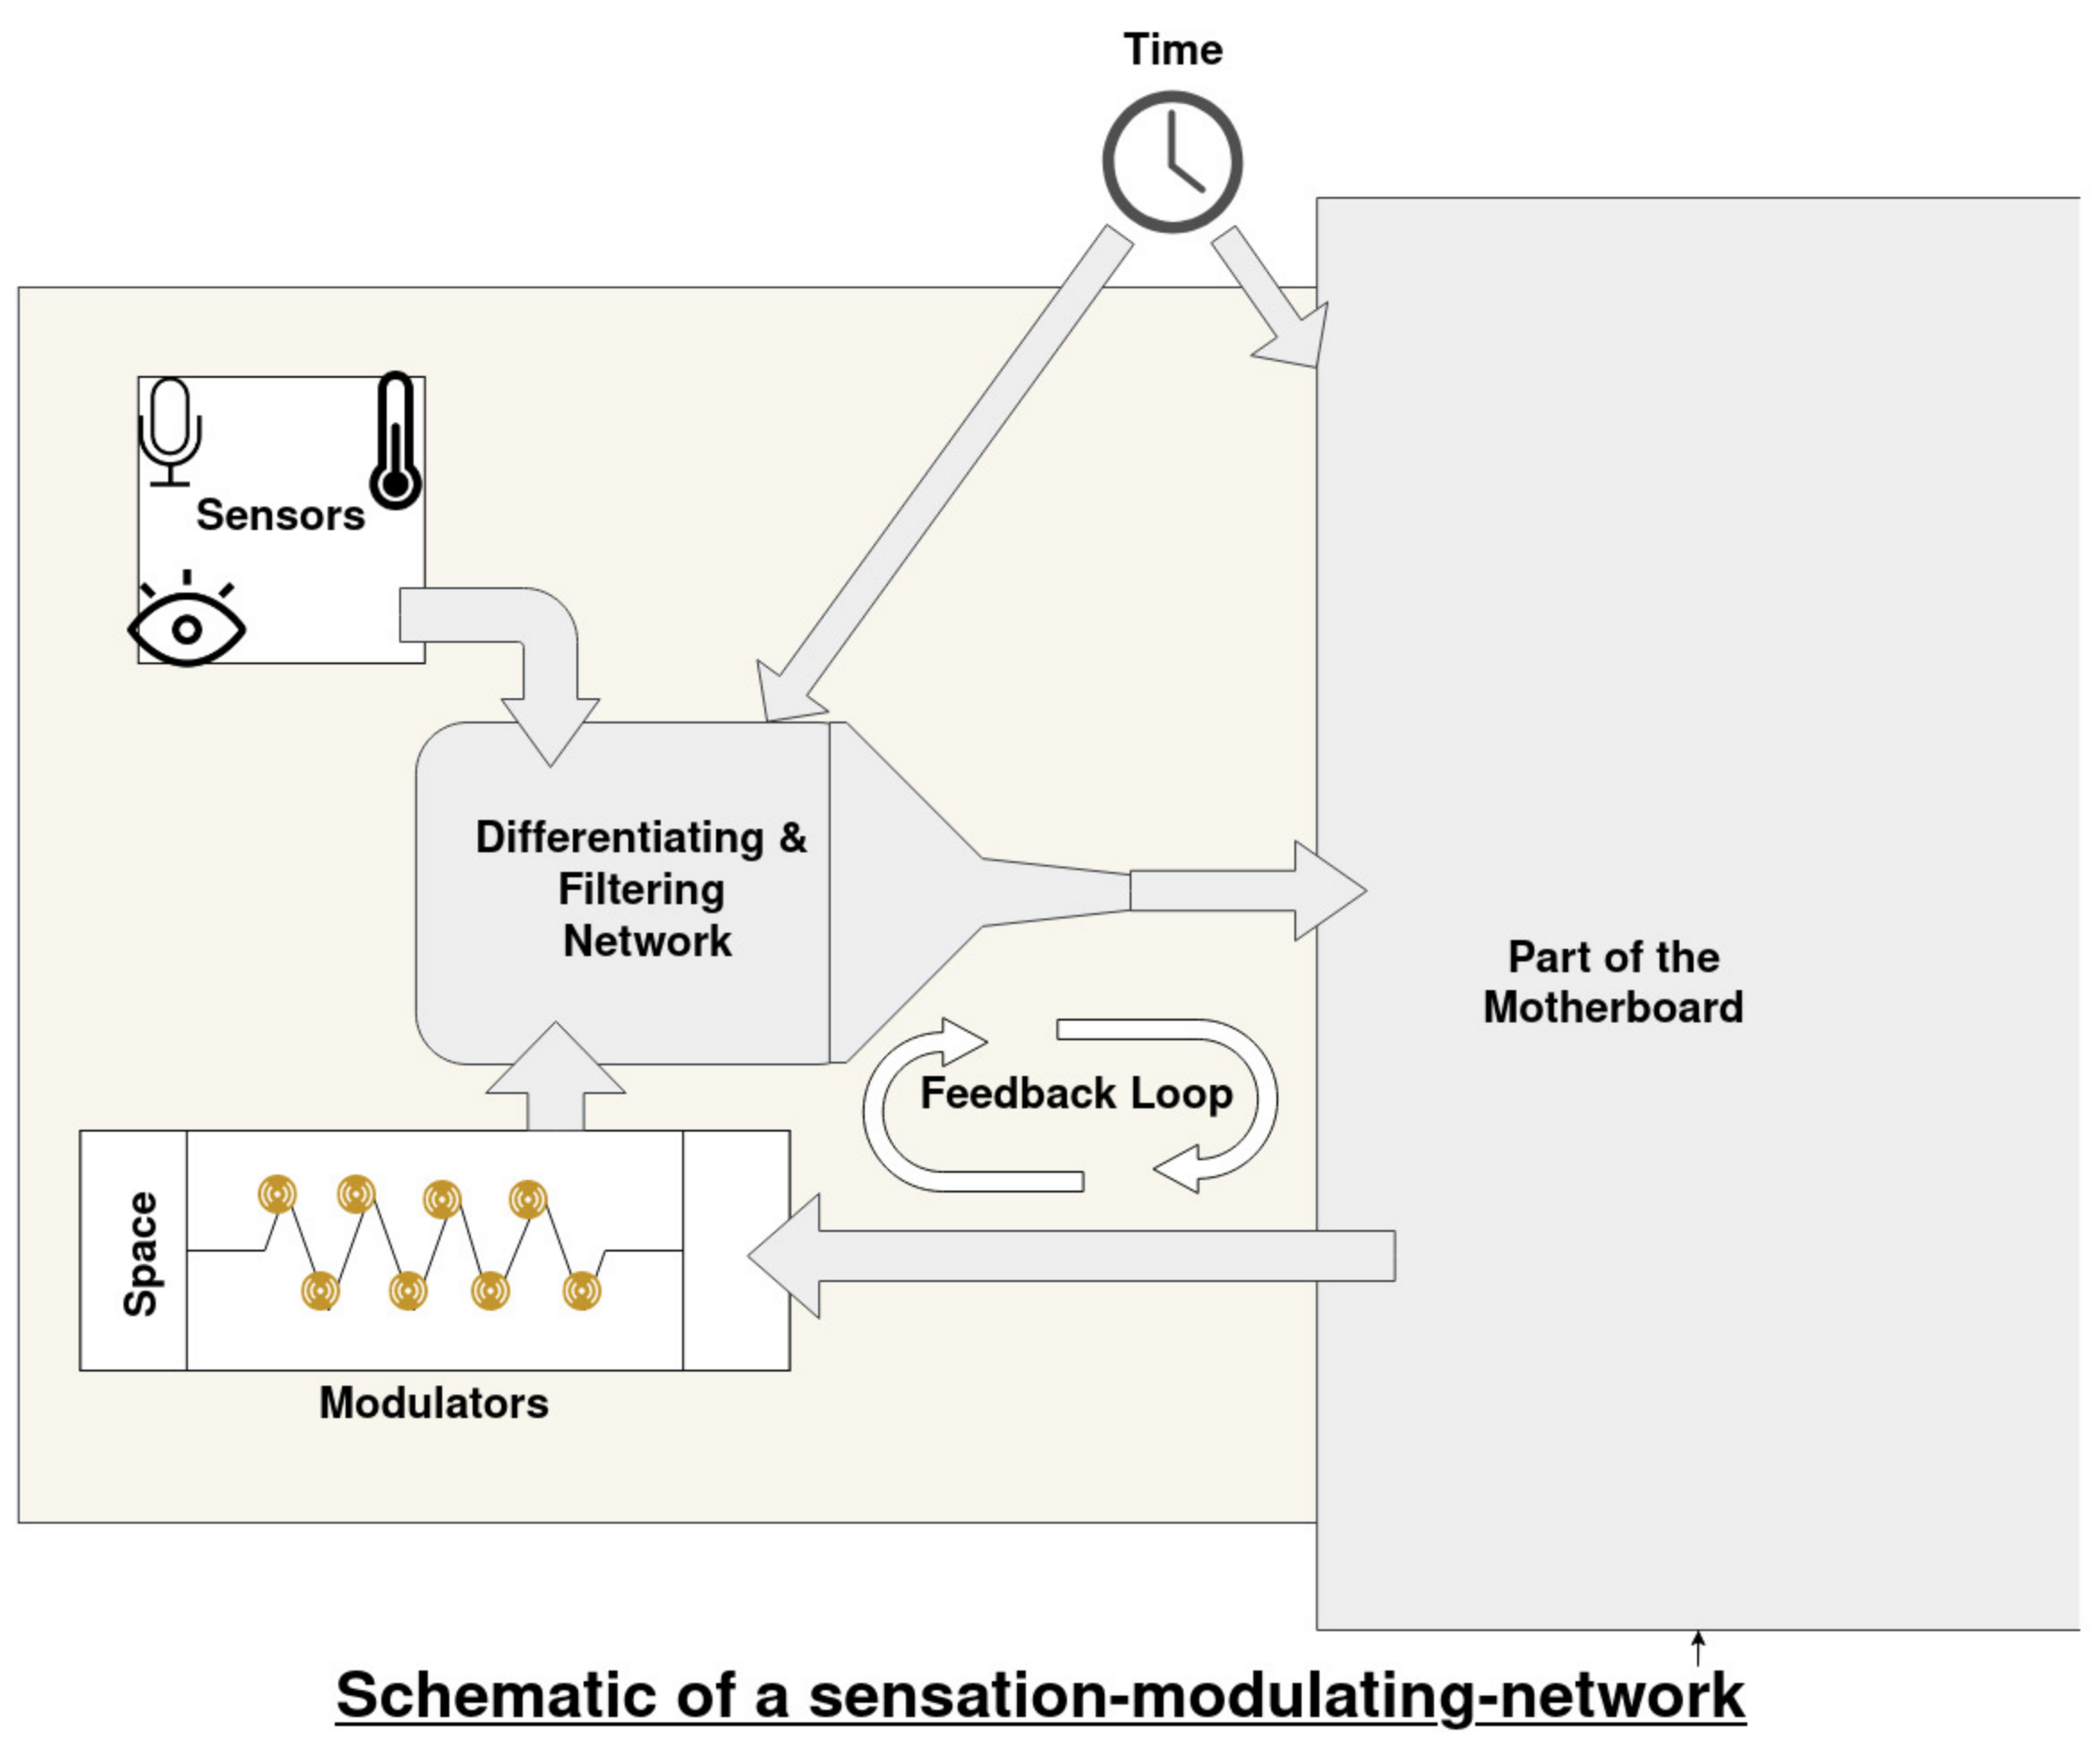 Time
Sensors
Differentiating &
Filtering
Network
Part of the
Motherboard
Feedback Loop
Space
Modulators
Schematic of a sensation-modulating-network